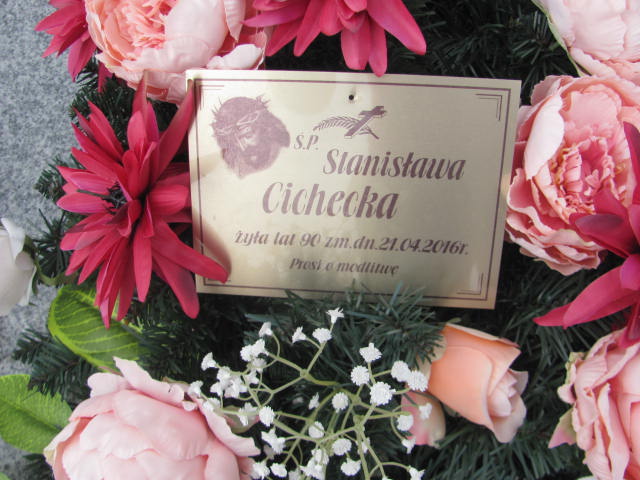 Ś.P. Stanisława
Cichecka
żyła lat 90 zm.dn.21.04.2016r.
Prosi o modlitwę